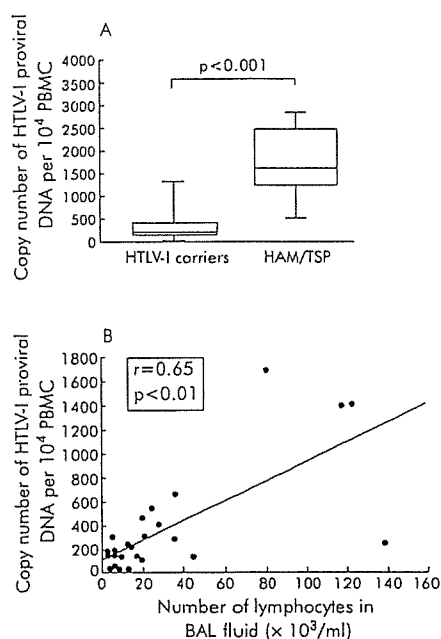 A
Copy number of HTLV-I proviral
DNA per 10⁴ PBMC
4000
3500
3000
2500
2000
1500
1000
500
0
p<0.001
HTLV-I carriers
HAM/TSP
B
Copy number of HTLV-I proviral
DNA per 10⁴ PBMC
1800
1600
1400
1200
1000
800
600
400
200
0
r=0.65
p<0.01
0 20 40 60 80 100 120 140 160
Number of lymphocytes in
BAL fluid (× 10³/ml)